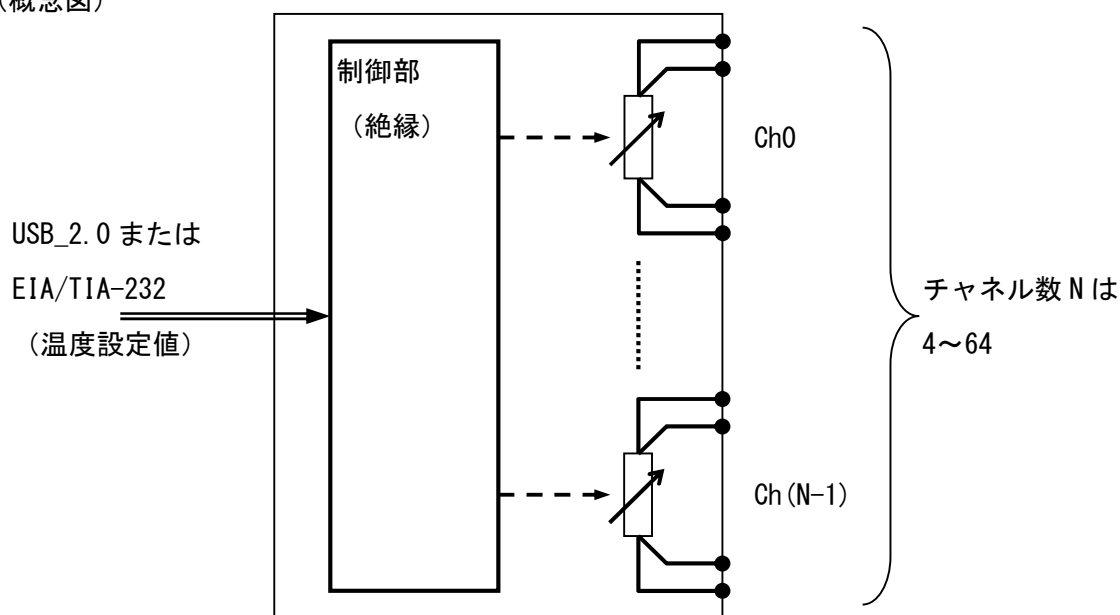 (概念図)
制御部
(絶縁)
Ch0
USB_2.0 または
EIA/TIA-232
(温度設定値)
チャネル数 N は
4～64
Ch(N-1)